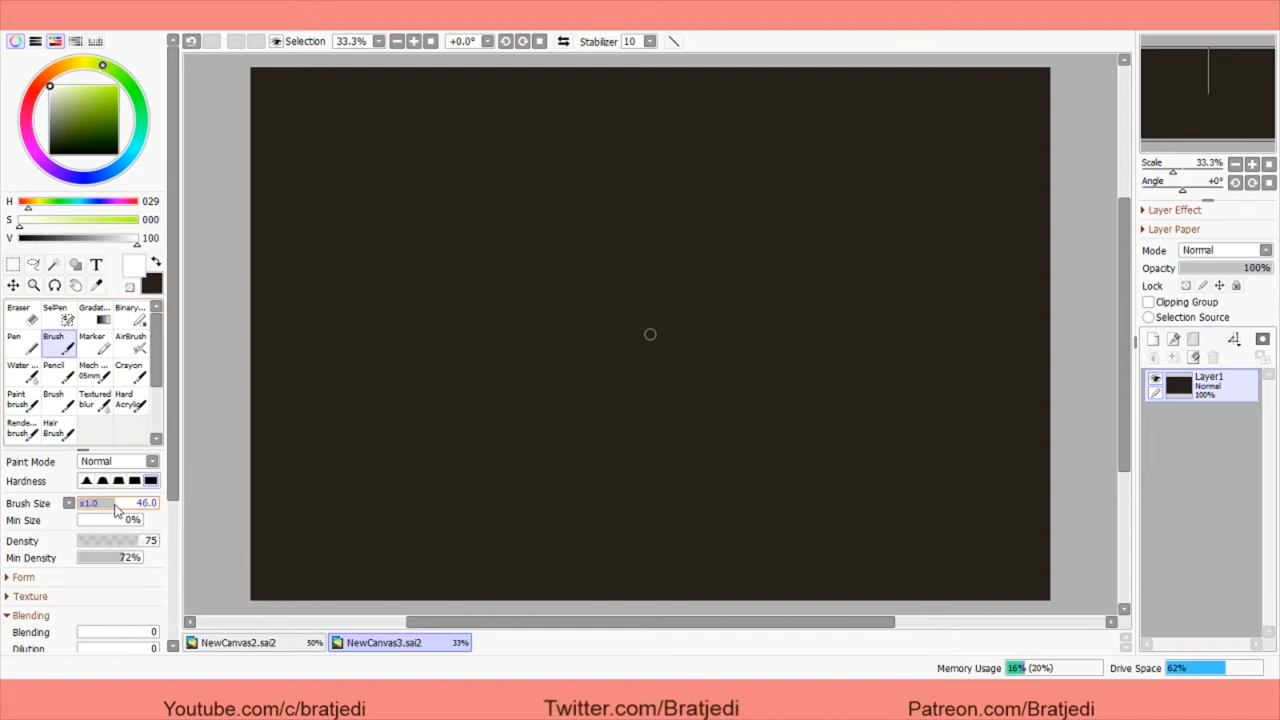 Selection 33.3% +0.0° Stabilizer 10
H 029
S 000
V 100
T
Eraser SelPen Gradat... Binary...
Pen Brush Marker AirBrush
Water ... Pencil Mech 05mm Crayon
Paint brush Brush Textured blur Hard Acrylic
Rende... brush Hair Brush
Paint Mode Normal
Hardness
Brush Size x1.0 46.0
Min Size 0%
Density 75
Min Density 72%
Form
Texture
Blending
Blending 0
Dilution 0
Scale 33.3%
Angle +0°
Layer Effect
Layer Paper
Mode Normal
Opacity 100%
Lock
Clipping Group
Selection Source
Layer1
Normal
100%
NewCanvas2.sai2 50% NewCanvas3.sai2 33%
Memory Usage 16% (20%) Drive Space 62%
Youtube.com/c/bratjedi Twitter.com/Bratjedi Patreon.com/Bratjedi